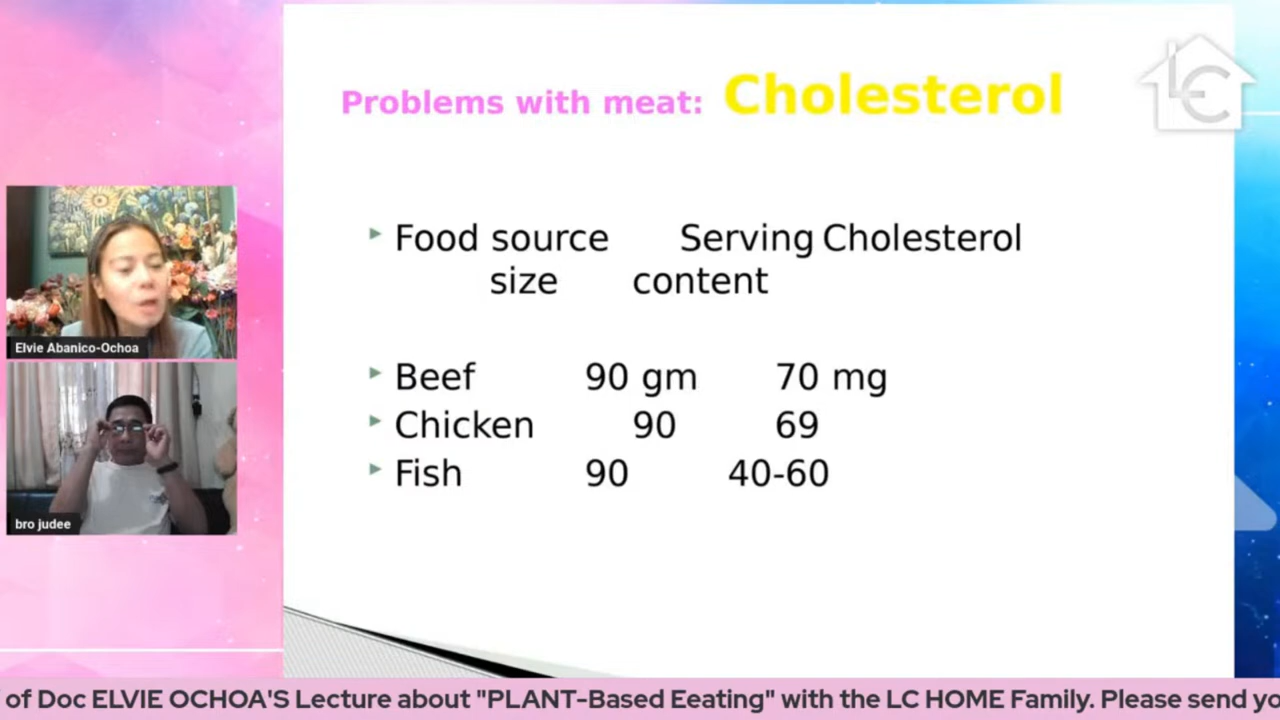 Problems with meat: Cholesterol
LC
Food source Serving Cholesterol
size content
Beef 90 gm 70 mg
Chicken 90 69
Fish 90 40-60
Elvie Abanico-Ochoa
bro judee
of Doc ELVIE OCHOA'S Lecture about "PLANT-Based Eeating" with the LC HOME Family. Please send yo